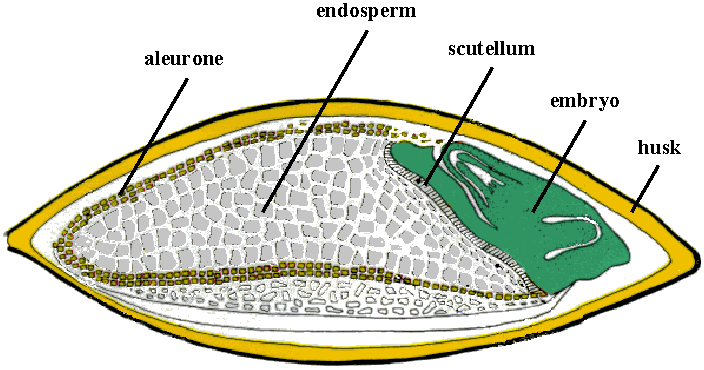 endosperm
scutellum
aleurone
embryo
husk